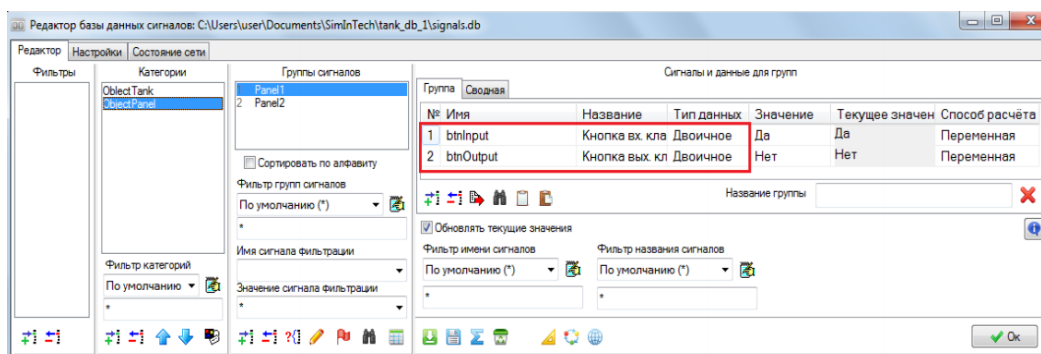 Редактор базы данных сигналов: C:\Users\user\Documents\SimInTech\tank_db_1\signals.db
Редактор Настройки Состояние сети
Фильтры
Категории
OblectTank
ObjectPanel
Фильтр категорий
По умолчанию
*
Группы сигналов
1 Panel1
2 Panel2
Сортировать по алфавиту
Фильтр групп сигналов
По умолчанию (*)
*
Имя сигнала фильтрации
Значение сигнала фильтрации
*
Сигналы и данные для групп
Группа Сводная
№ Имя Название Тип данных Значение Текущее значен Способ расчёта
1 btnInput Кнопка вх. кла Двоичное Да Да Переменная
2 btnOutput Кнопка вых. кл Двоичное Нет Нет Переменная
Название группы
Обновлять текущие значения
Фильтр имени сигналов Фильтр названия сигналов
По умолчанию (*) По умолчанию (*)
* *
Ok